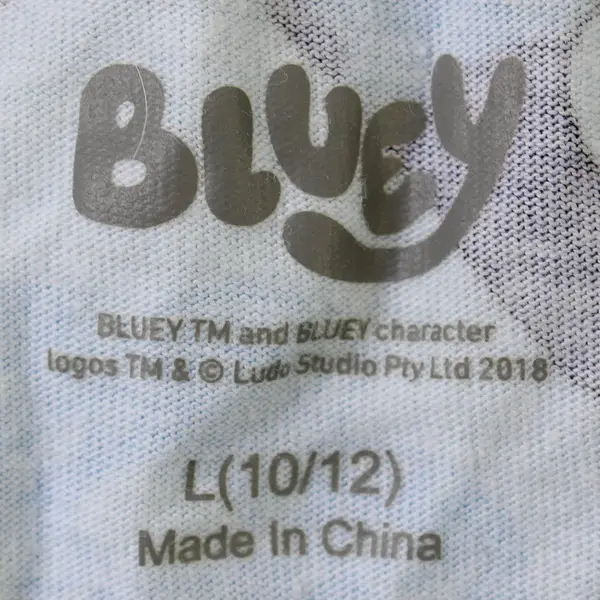 BLUEY
BLUEY TM and BLUEY character
logos TM & © Ludo Studio Pty Ltd 2018
L(10/12)
Made In China